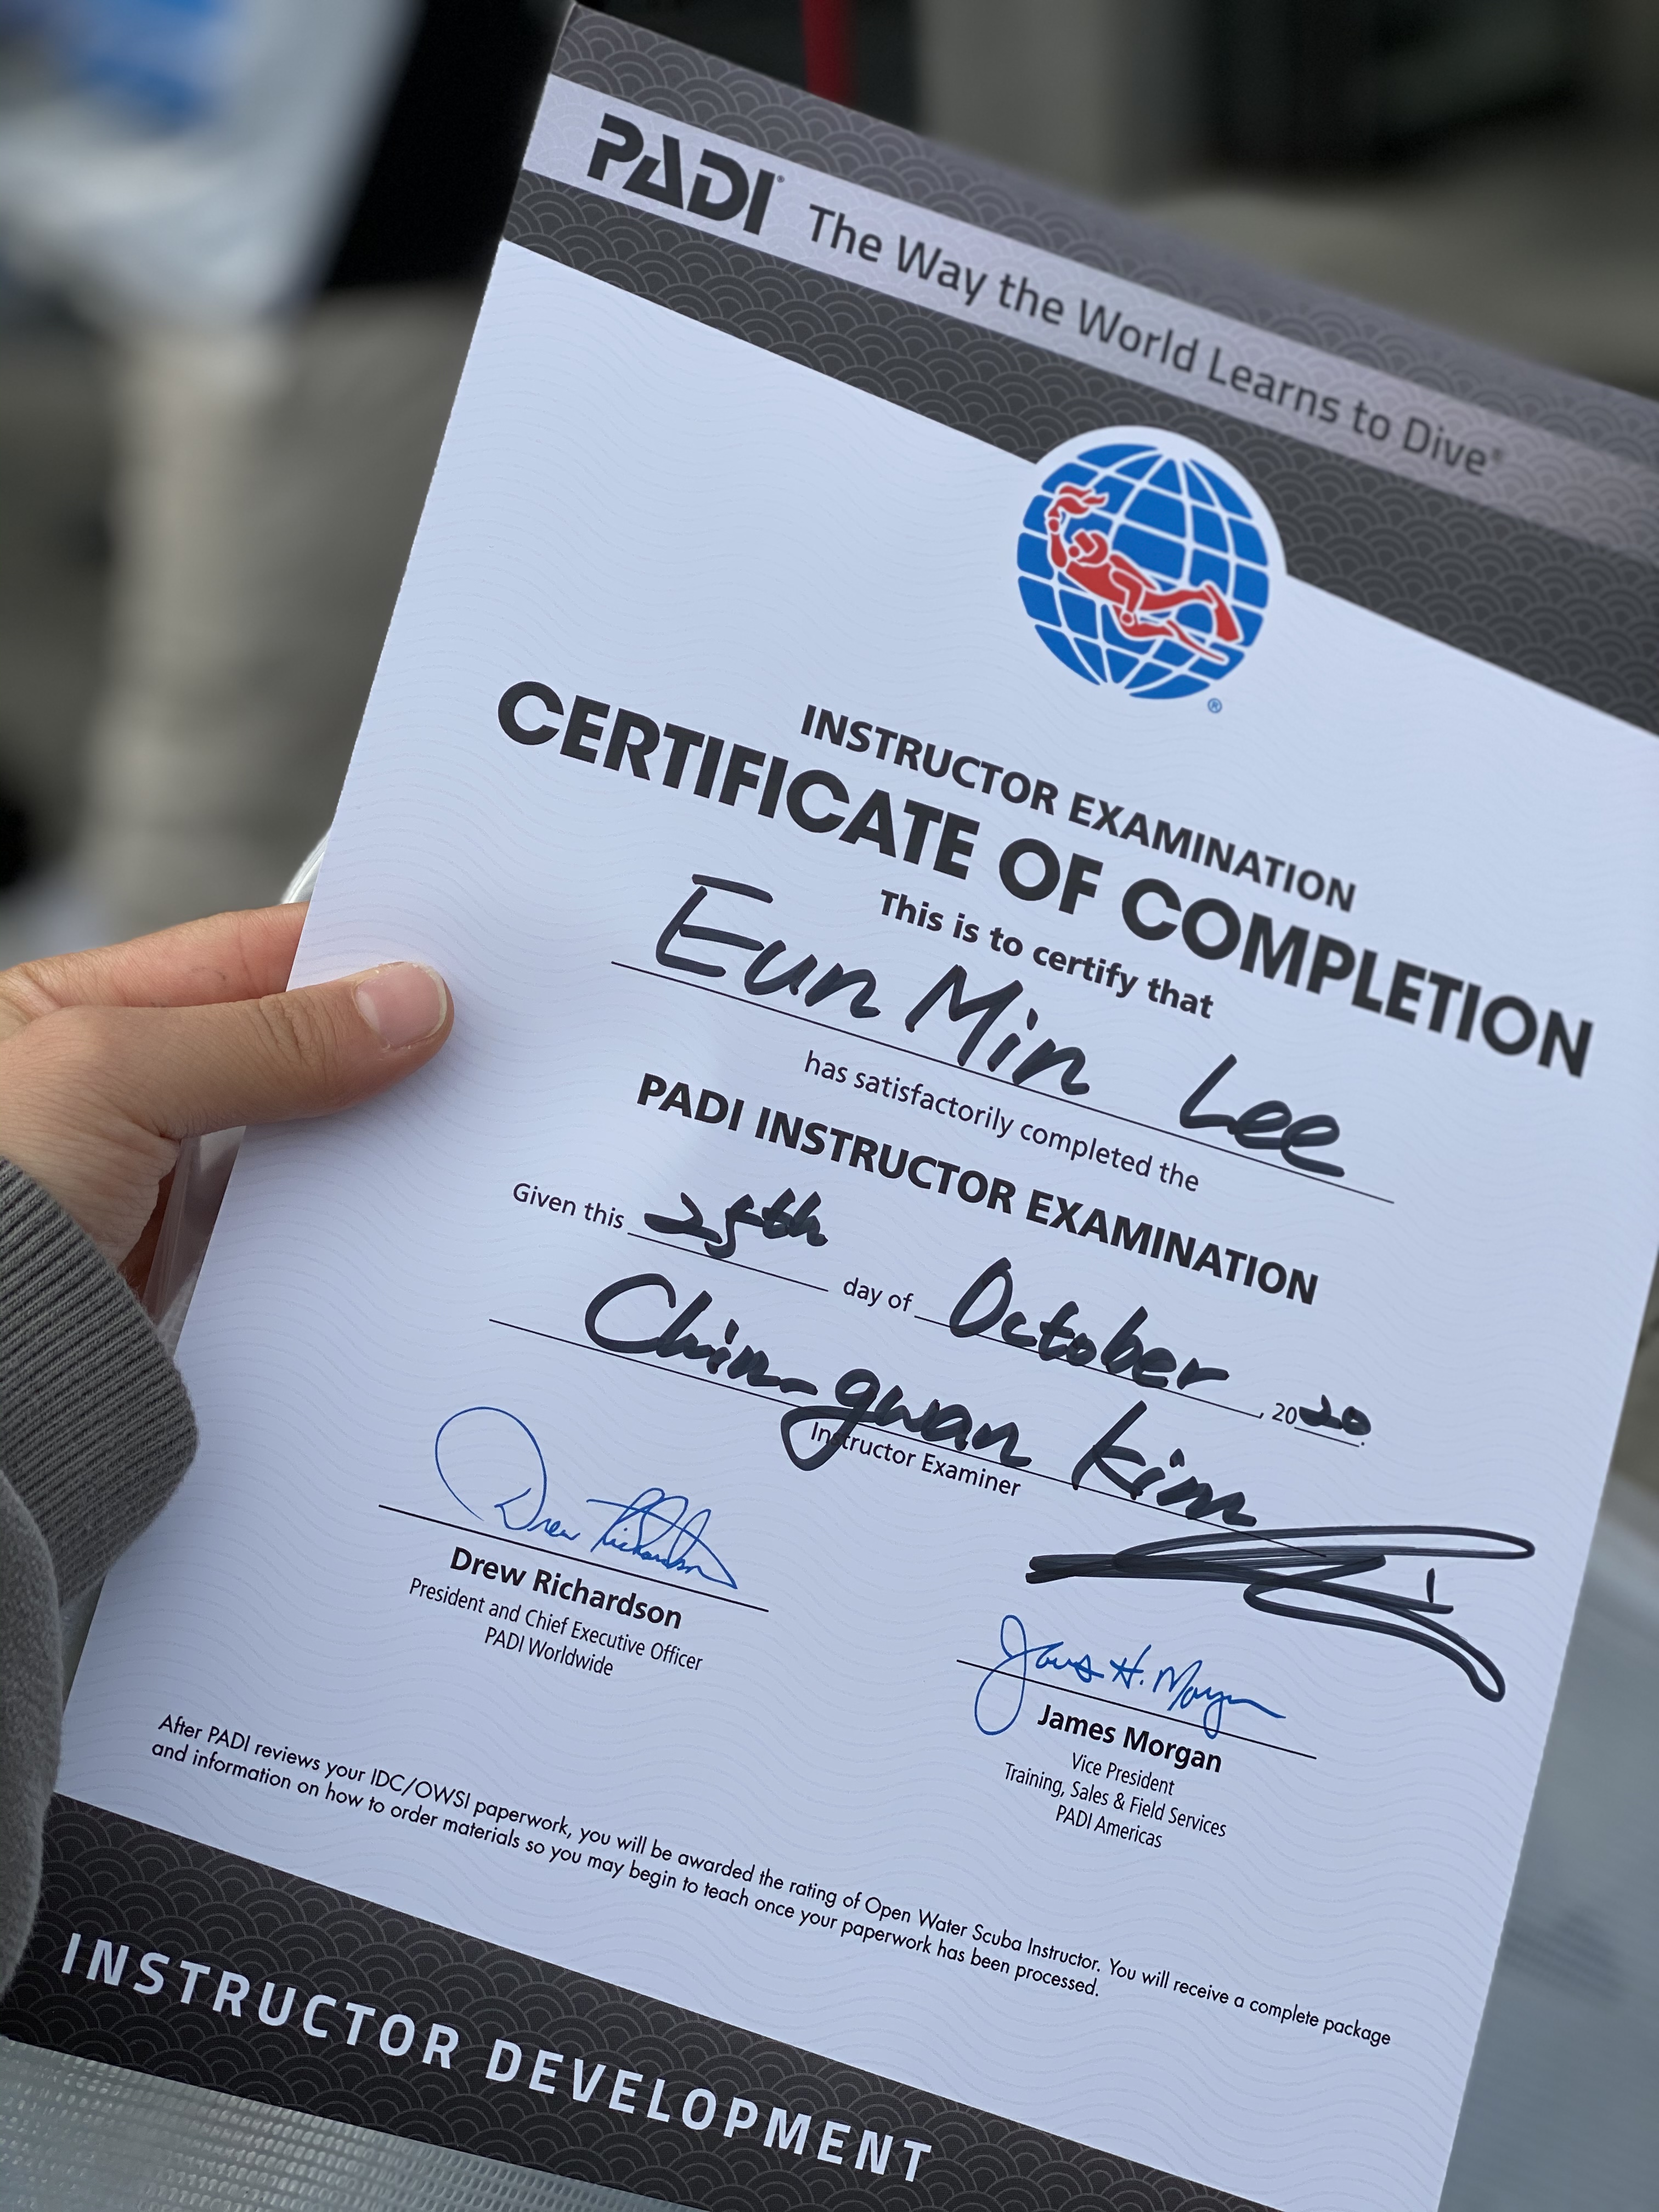 PADI® The Way the World Learns to Dive®
®
INSTRUCTOR EXAMINATION
CERTIFICATE OF COMPLETION
This is to certify that
Eun Min Lee
has satisfactorily completed the
PADI INSTRUCTOR EXAMINATION
Given this 25th day of October, 2020
Chin-gwan kim
Instructor Examiner
Drew Richardson
Drew Richardson
President and Chief Executive Officer
PADI Worldwide
James H. Morgan
James Morgan
Vice President
Training, Sales & Field Services
PADI Americas
After PADI reviews your IDC/OWSI paperwork, you will be awarded the rating of Open Water Scuba Instructor. You will receive a complete package
and information on how to order materials so you may begin to teach once your paperwork has been processed.
INSTRUCTOR DEVELOPMENT